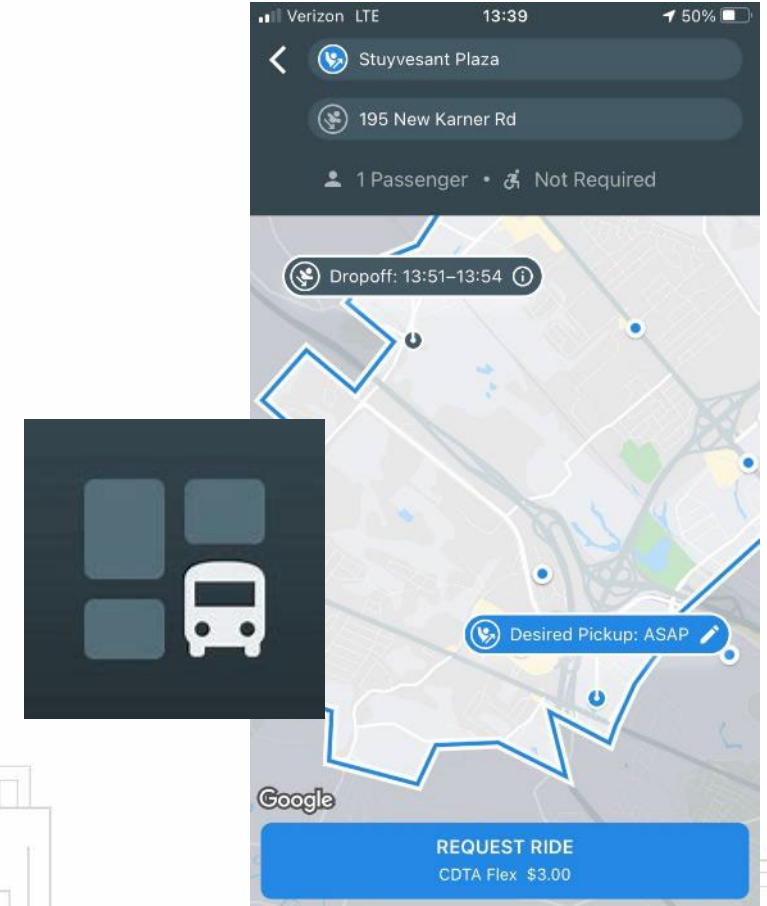 Verizon LTE 13:39 50%
Stuyvesant Plaza
195 New Karner Rd
1 Passenger • Not Required
Dropoff: 13:51–13:54
Desired Pickup: ASAP
Google
REQUEST RIDE
CDTA Flex $3.00